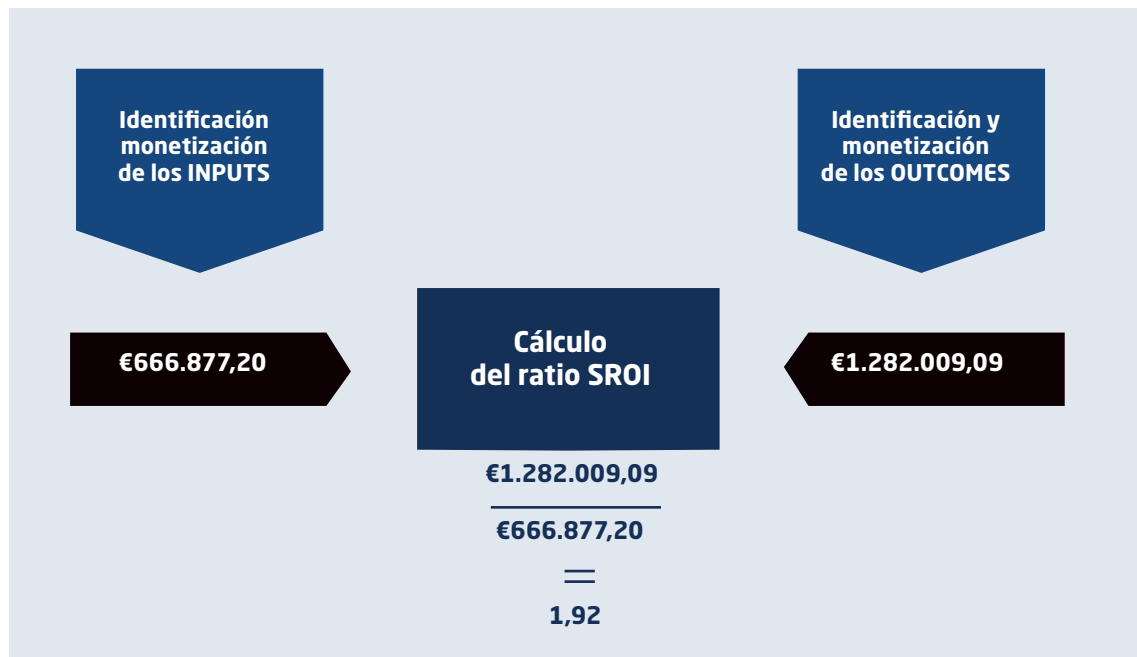 Identificación
monetización
de los INPUTS
Identificación y
monetización
de los OUTCOMES
€666.877,20
Cálculo
del ratio SROI
€1.282.009,09
€1.282.009,09
€666.877,20
=
1,92